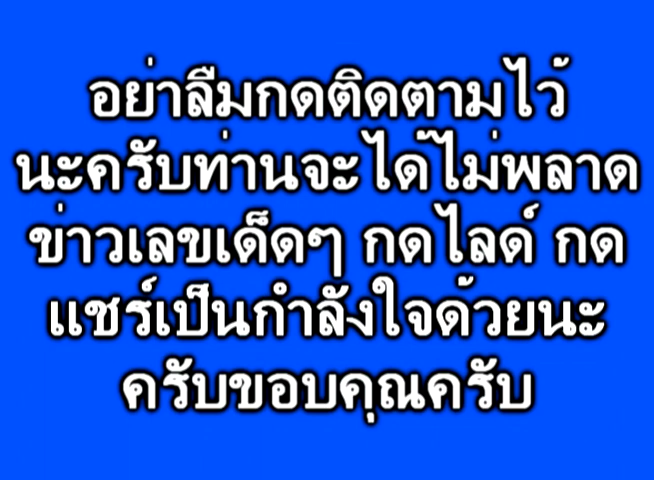 อย่าลืมกดติดตามไว้
นะครับท่านจะได้ไม่พลาด
ข่าวเลขเด็ดๆ กดไลด์ กด
แชร์เป็นกำลังใจด้วยนะ
ครับขอบคุณครับ